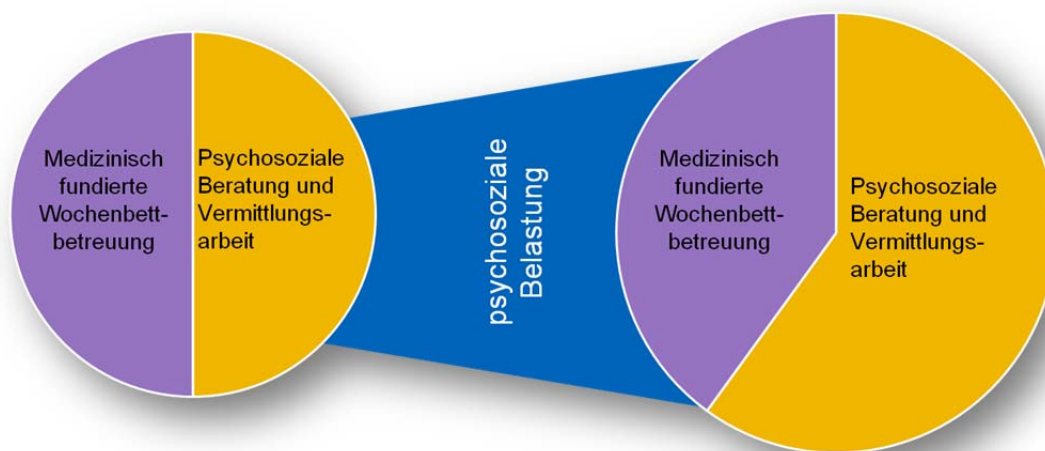 Medizinisch
fundierte
Wochenbett-
betreuung
Psychosoziale
Beratung und
Vermittlungs-
arbeit
psychosoziale
Belastung
Medizinisch
fundierte
Wochenbett-
betreuung
Psychosoziale
Beratung und
Vermittlungs-
arbeit